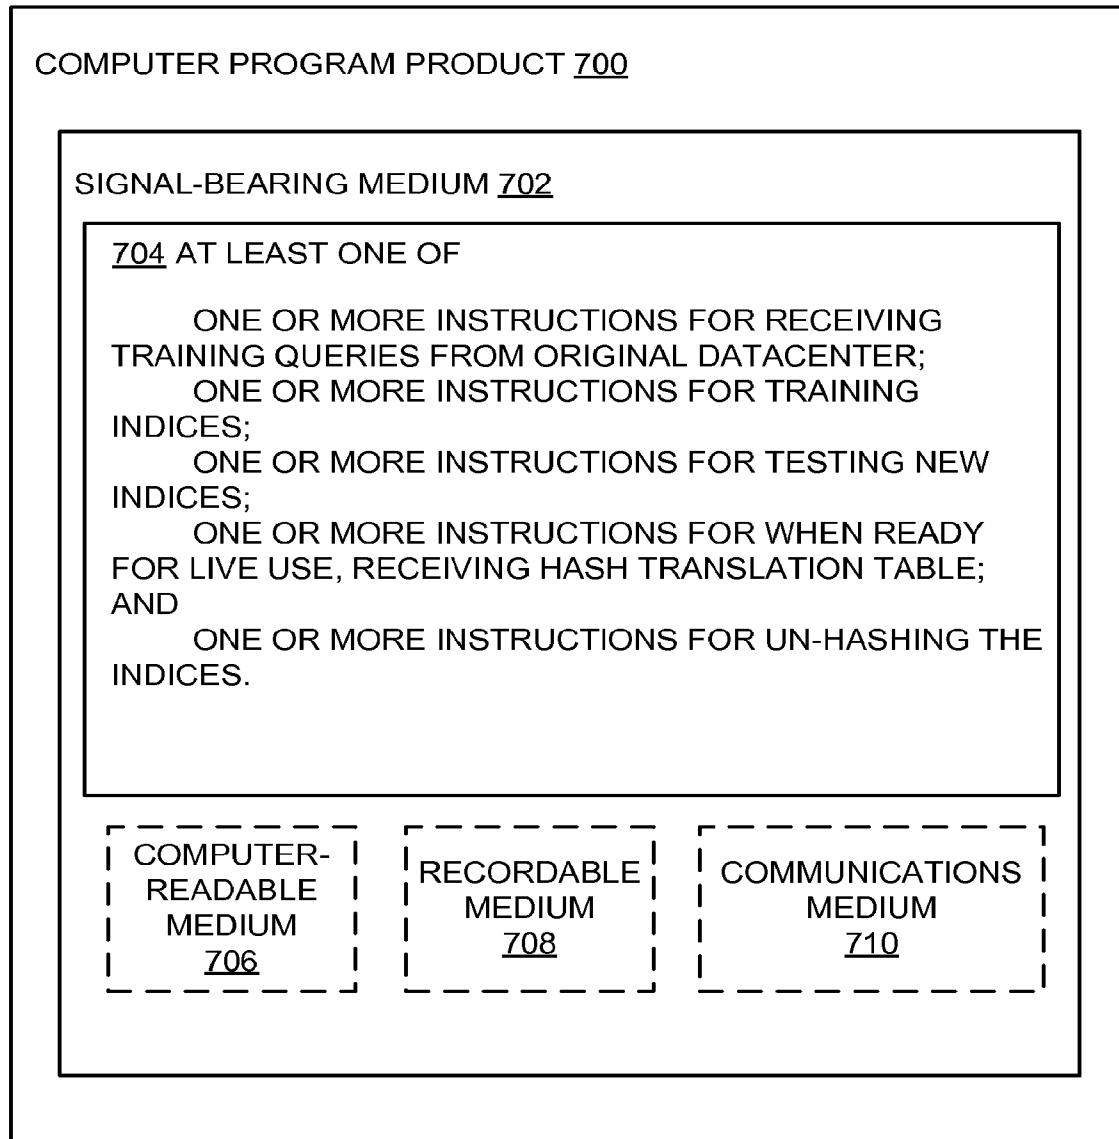 COMPUTER PROGRAM PRODUCT 700
SIGNAL-BEARING MEDIUM 702
704 AT LEAST ONE OF
ONE OR MORE INSTRUCTIONS FOR RECEIVING
TRAINING QUERIES FROM ORIGINAL DATACENTER;
ONE OR MORE INSTRUCTIONS FOR TRAINING
INDICES;
ONE OR MORE INSTRUCTIONS FOR TESTING NEW
INDICES;
ONE OR MORE INSTRUCTIONS FOR WHEN READY
FOR LIVE USE, RECEIVING HASH TRANSLATION TABLE;
AND
ONE OR MORE INSTRUCTIONS FOR UN-HASHING THE
INDICES.
COMPUTER-
READABLE
MEDIUM
706
RECORDABLE
MEDIUM
708
COMMUNICATIONS
MEDIUM
710